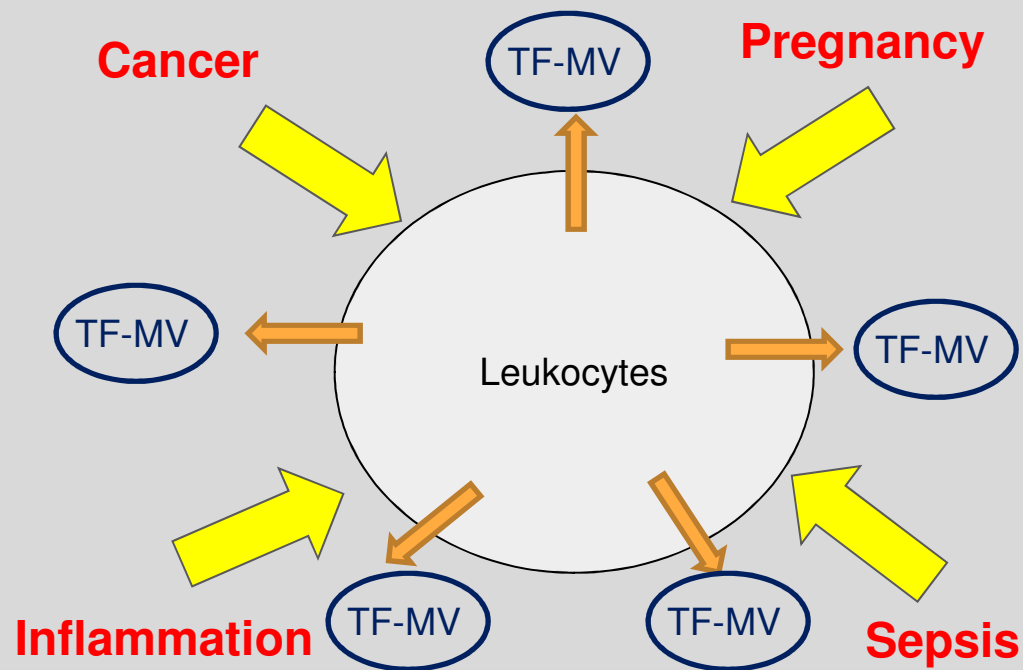 Cancer
TF-MV
Pregnancy
TF-MV
TF-MV
Leukocytes
TF-MV
TF-MV
Inflammation
Sepsis